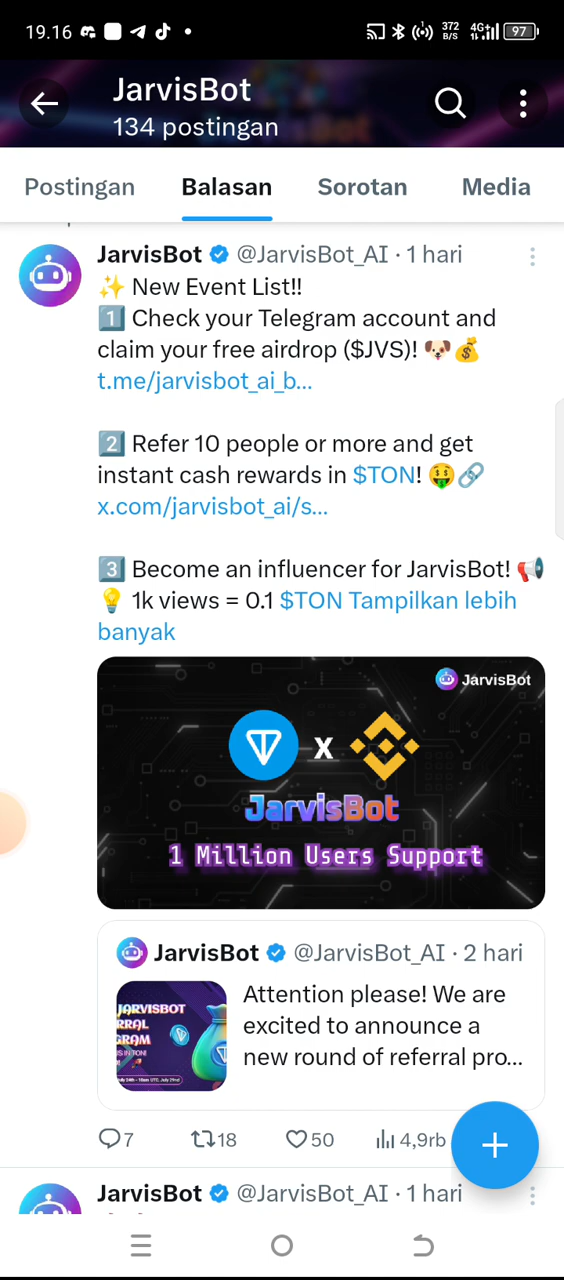 19.16
372 B/S 4G+ 97
JarvisBot
134 postingan
Postingan Balasan Sorotan Media
JarvisBot @JarvisBot_AI · 1 hari
✨ New Event List!!
1️⃣ Check your Telegram account and
claim your free airdrop ($JVS)! 🐶💰
t.me/jarvisbot_ai_b...
2️⃣ Refer 10 people or more and get
instant cash rewards in $TON! 🤑🔗
x.com/jarvisbot_ai/s...
3️⃣ Become an influencer for JarvisBot! 📢
💡 1k views = 0.1 $TON Tampilkan lebih
banyak
JarvisBot
X
JarvisBot
1 Million Users Support
JarvisBot @JarvisBot_AI · 2 hari
Attention please! We are
excited to announce a
new round of referral pro...
JARVISBOT
7 18 50 4,9rb
JarvisBot @JarvisBot_AI · 1 hari